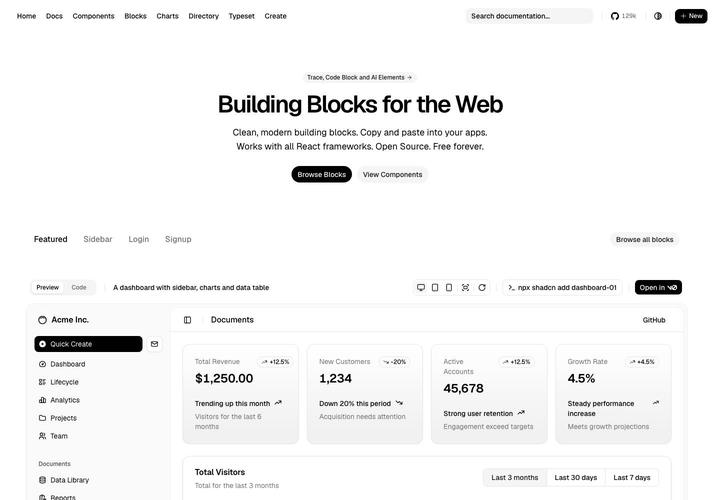 Home Docs Components Blocks Charts Directory Typeset Create
Search documentation...
129k
New
Trace, Code Block and AI Elements →
Building Blocks for the Web
Clean, modern building blocks. Copy and paste into your apps.
Works with all React frameworks. Open Source. Free forever.
Browse Blocks View Components
Featured Sidebar Login Signup
Browse all blocks
Preview Code
A dashboard with sidebar, charts and data table
npx shadcn add dashboard-01
Open in v0
Acme Inc.
Quick Create
Dashboard
Lifecycle
Analytics
Projects
Team
Documents
Data Library
Reports
Documents
GitHub
Total Revenue
+12.5%
$1,250.00
Trending up this month
Visitors for the last 6
months
New Customers
-20%
1,234
Down 20% this period
Acquisition needs attention
Active
Accounts
+12.5%
45,678
Strong user retention
Engagement exceed targets
Growth Rate
+4.5%
4.5%
Steady performance
increase
Meets growth projections
Total Visitors
Total for the last 3 months
Last 3 months Last 30 days Last 7 days